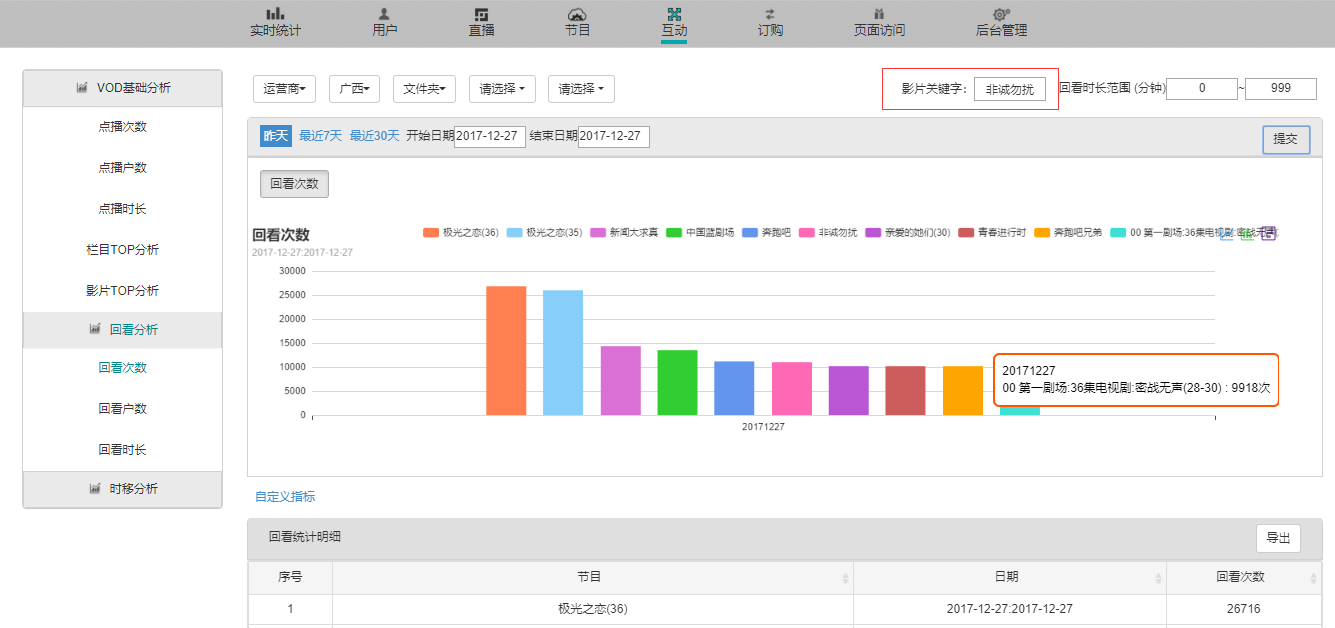 实时统计 用户 直播 节目 互动 订购 页面访问 后台管理
VOD基础分析
点播次数
点播户数
点播时长
栏目TOP分析
影片TOP分析
回看分析
回看次数
回看户数
回看时长
时移分析
运营商 广西 文件夹 请选择 请选择 影片关键字: 非诚勿扰 回看时长范围 (分钟) 0 ~ 999
昨天 最近7天 最近30天 开始日期 2017-12-27 结束日期 2017-12-27 提交
回看次数
回看次数
2017-12-27:2017-12-27
极光之恋(36) 极光之恋(35) 新闻大求真 中国蓝剧场 奔跑吧 非诚勿扰 亲爱的她们(30) 青春进行时 奔跑吧兄弟 00 第一剧场:36集电视剧:密战无
30000
25000
20000
15000
10000
5000
0
20171227
20171227
00 第一剧场:36集电视剧:密战无声(28-30) : 9918次
自定义指标
回看统计明细 导出
序号 节目 日期 回看次数
1 极光之恋(36) 2017-12-27:2017-12-27 26716